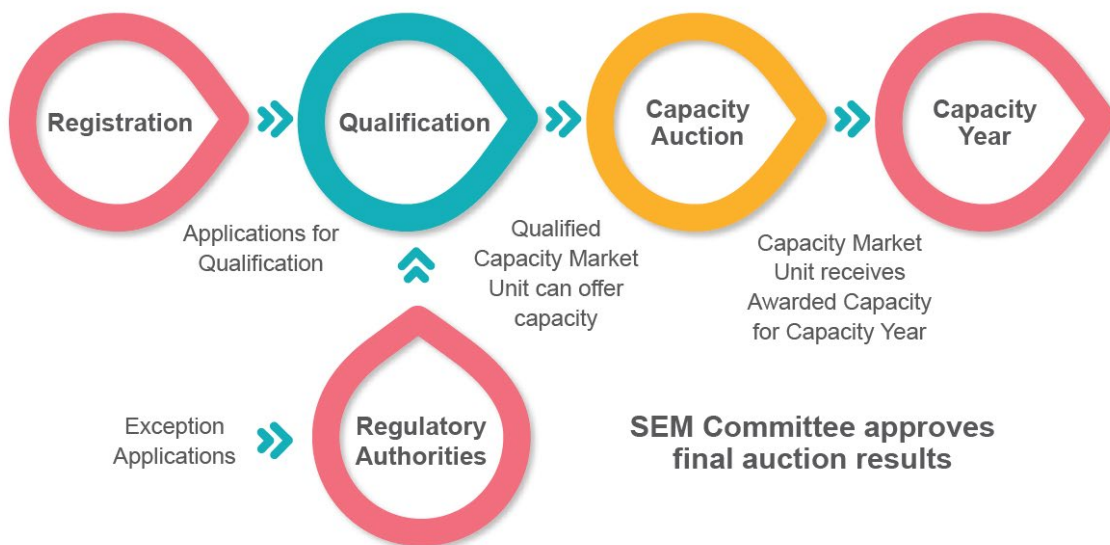 Registration
Qualification
Capacity
Auction
Capacity
Year
Applications for
Qualification
Qualified
Capacity Market
Unit can offer
capacity
Capacity Market
Unit receives
Awarded Capacity
for Capacity Year
Exception
Applications
Regulatory
Authorities
SEM Committee approves
final auction results